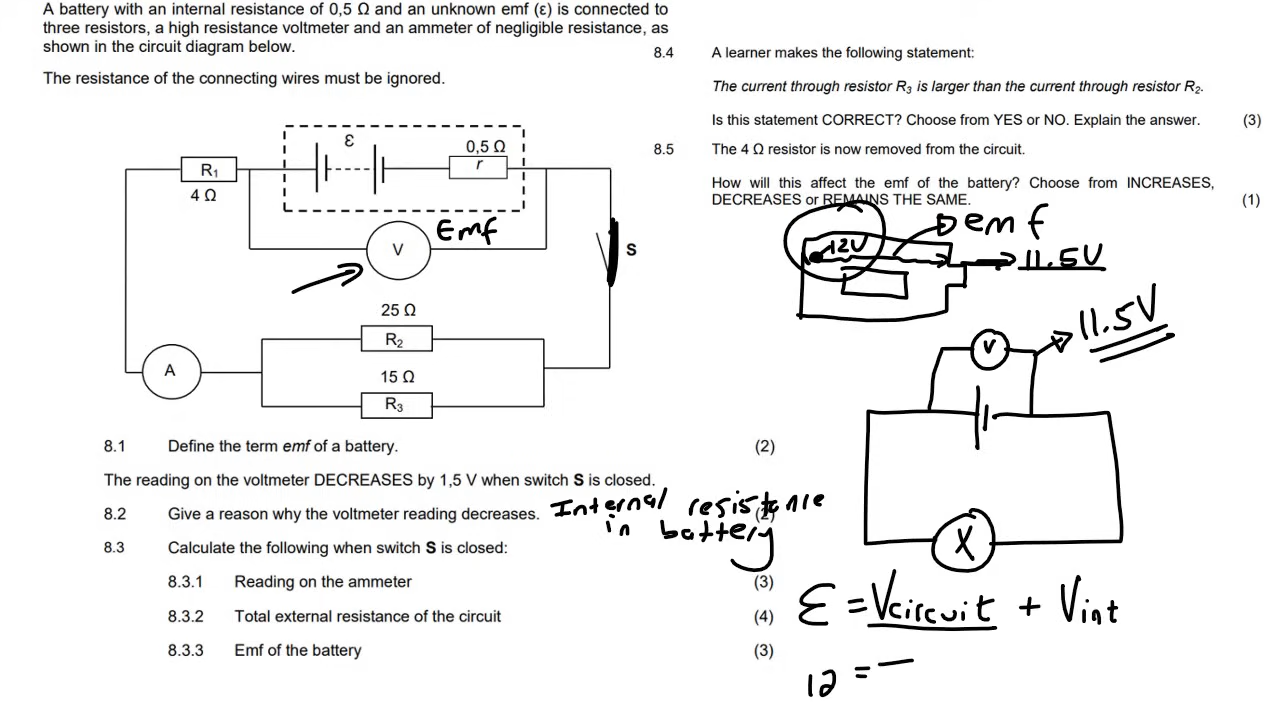 A battery with an internal resistance of 0,5 Ω and an unknown emf (ε) is connected to
three resistors, a high resistance voltmeter and an ammeter of negligible resistance, as
shown in the circuit diagram below.
The resistance of the connecting wires must be ignored.
ε
0,5 Ω
R₁
r
4 Ω
V
Emf
S
25 Ω
R₂
A
15 Ω
R₃
8.1 Define the term emf of a battery. (2)
The reading on the voltmeter DECREASES by 1,5 V when switch S is closed.
8.2 Give a reason why the voltmeter reading decreases. (2)
Internal resistance
in battery
8.3 Calculate the following when switch S is closed:
8.3.1 Reading on the ammeter (3)
8.3.2 Total external resistance of the circuit (4)
8.3.3 Emf of the battery (3)
8.4 A learner makes the following statement:
The current through resistor R₃ is larger than the current through resistor R₂.
Is this statement CORRECT? Choose from YES or NO. Explain the answer. (3)
8.5 The 4 Ω resistor is now removed from the circuit.
How will this affect the emf of the battery? Choose from INCREASES,
DECREASES or REMAINS THE SAME. (1)
emf
12V
11.5V
11.5V
V
X
ε = Vcircuit + Vint
12 =